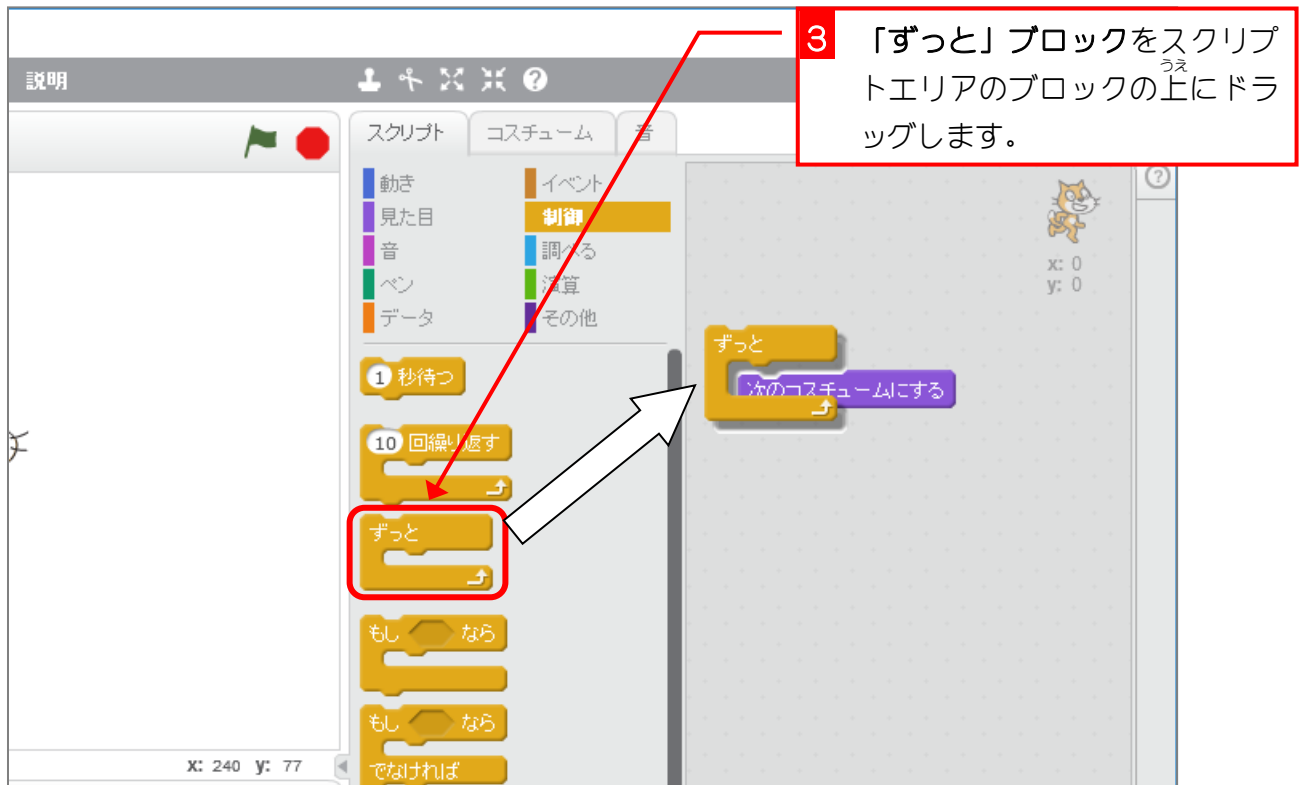 3 「ずっと」ブロックをスクリプ
うえ
トエリアのブロックの上にドラ
ッグします。
説明
スクリプト コスチューム 音
動き イベント
見た目 制御
音 調べる
ペン 演算
データ その他
x: 0
y: 0
1 秒待つ
10 回繰り返す
ずっと
もし なら
もし なら
でなければ
ずっと
次のコスチュームにする
x: 240 y: 77